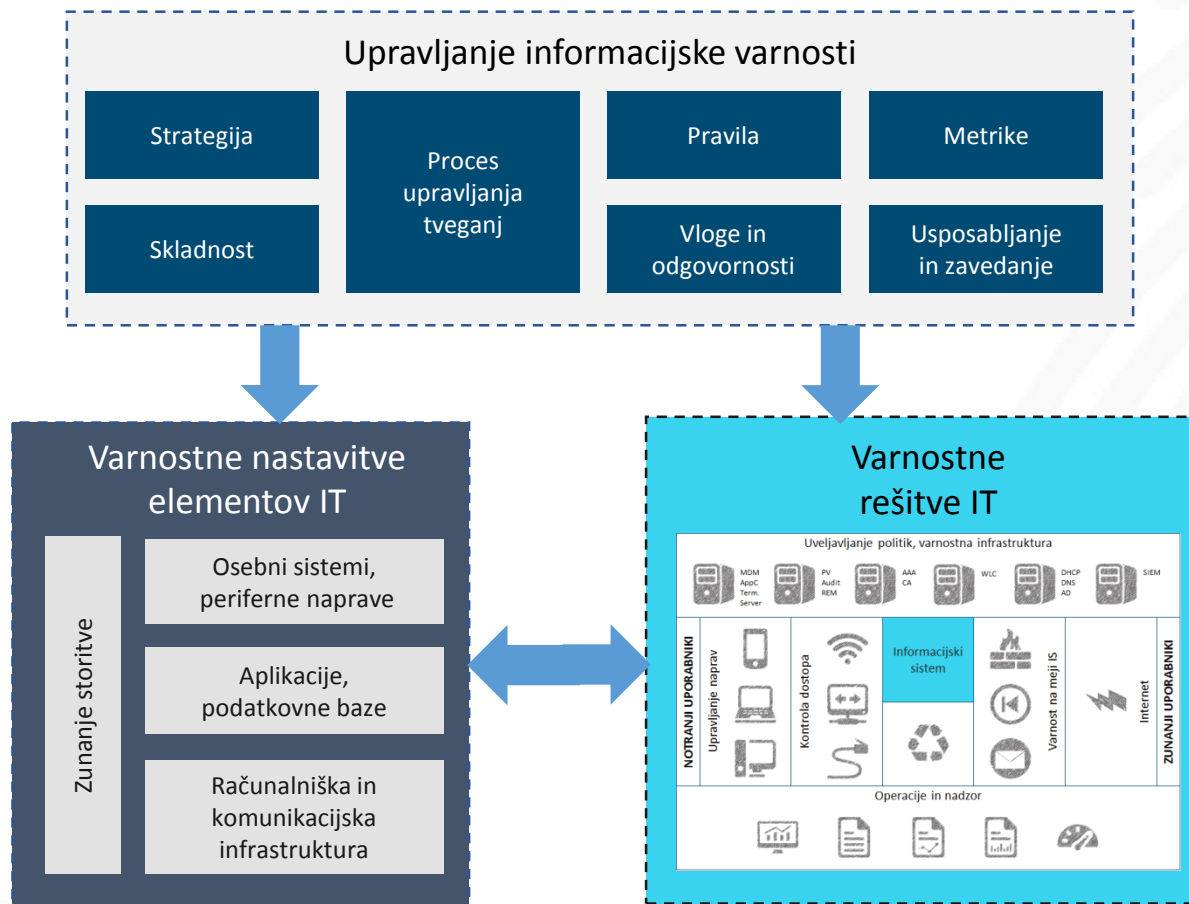 Upravljanje informacijske varnosti
Strategija
Proces
upravljanja
tveganj
Pravila
Metrike
Skladnost
Vloge in
odgovornosti
Usposabljanje
in zavedanje
Varnostne nastavitve
elementov IT
Zunanje storitve
Osebni sistemi,
periferne naprave
Aplikacije,
podatkovne baze
Računalniška in
komunikacijska
infrastruktura
Varnostne
rešitve IT
Uveljavljanje politik, varnostna infrastruktura
MDM
AppC
Term.
Server
PV
Audit
REM
AAA
CA
WLC
DHCP
DNS
AD
SIEM
NOTRANJI UPORABNIKI
Upravljanje naprav
Kontrola dostopa
Informacijski
sistem
Varnost na meji IS
Internet
ZUNANJI UPORABNIKI
Operacije in nadzor